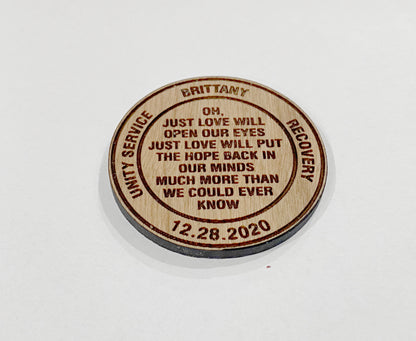 BRITTANY
UNITY SERVICE
RECOVERY
OH,
JUST LOVE WILL
OPEN OUR EYES
JUST LOVE WILL PUT
THE HOPE BACK IN
OUR MINDS
MUCH MORE THAN
WE COULD EVER
KNOW
12.28.2020